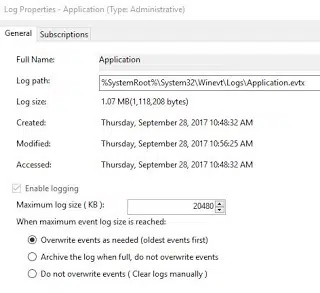 Log Properties - Application (Type: Administrative)
General Subscriptions
Full Name: Application
Log path: %SystemRoot%\System32\Winevt\Logs\Application.evtx
Log size: 1.07 MB(1,118,208 bytes)
Created: Thursday, September 28, 2017 10:48:32 AM
Modified: Thursday, September 28, 2017 10:56:25 AM
Accessed: Thursday, September 28, 2017 10:48:32 AM
Enable logging
Maximum log size ( KB ): 20480
When maximum event log size is reached:
Overwrite events as needed (oldest events first)
Archive the log when full, do not overwrite events
Do not overwrite events ( Clear logs manually )